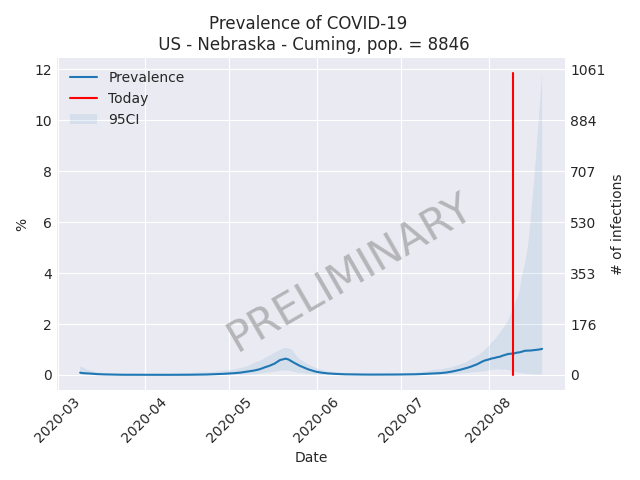 Prevalence of COVID-19
US - Nebraska - Cuming, pop. = 8846
12
10
8
6
4
2
0
%
1061
884
707
530
353
176
0
# of infections
Prevalence
Today
95CI
PRELIMINARY
2020-03
2020-04
2020-05
2020-06
2020-07
2020-08
Date